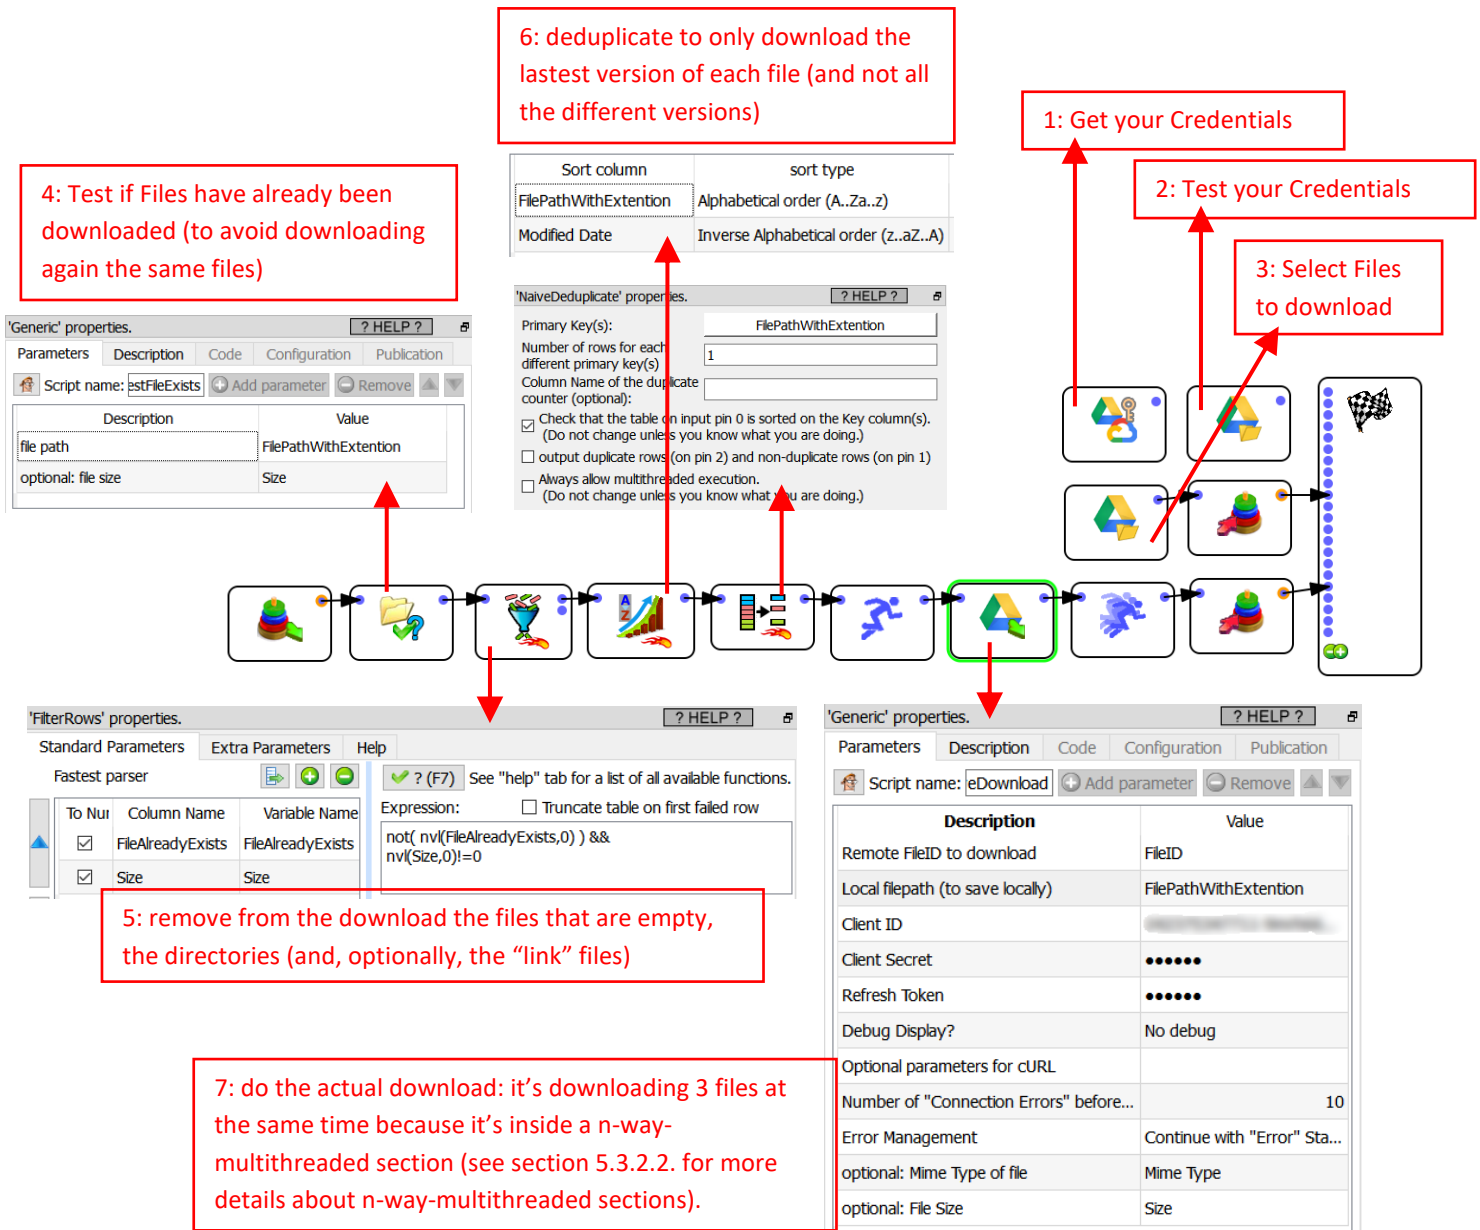 6: deduplicate to only download the
lastest version of each file (and not all
the different versions)
1: Get your Credentials
2: Test your Credentials
3: Select Files
to download
4: Test if Files have already been
downloaded (to avoid downloading
again the same files)
Sort column sort type
FilePathWithExtention Alphabetical order (A..Za..z)
Modified Date Inverse Alphabetical order (z..aZ..A)
'NaiveDeduplicate' properties. ? HELP ?
Primary Key(s): FilePathWithExtention
Number of rows for each
different primary key(s) 1
Column Name of the duplicate
counter (optional):
Check that the table on input pin 0 is sorted on the Key column(s).
(Do not change unless you know what you are doing.)
output duplicate rows (on pin 2) and non-duplicate rows (on pin 1)
Always allow multithreaded execution.
(Do not change unless you know what you are doing.)
'Generic' properties. ? HELP ?
Parameters Description Code Configuration Publication
Script name: estFileExists Add parameter Remove
Description Value
file path FilePathWithExtention
optional: file size Size
A
Z
'FilterRows' properties. ? HELP ?
Standard Parameters Extra Parameters Help
Fastest parser ? (F7) See "help" tab for a list of all available functions.
To Nur Column Name Variable Name Expression: Truncate table on first failed row
FileAlreadyExists FileAlreadyExists
Size Size
not( nvl(FileAlreadyExists,0) ) &&
nvl(Size,0)!=0
5: remove from the download the files that are empty,
the directories (and, optionally, the “link” files)
7: do the actual download: it’s downloading 3 files at
the same time because it’s inside a n-way-
multithreaded section (see section 5.3.2.2. for more
details about n-way-multithreaded sections).
'Generic' properties. ? HELP ?
Parameters Description Code Configuration Publication
Script name: eDownload Add parameter Remove
Description Value
Remote FileID to download FileID
Local filepath (to save locally) FilePathWithExtention
Client ID
Client Secret ●●●●●●
Refresh Token ●●●●●●
Debug Display? No debug
Optional parameters for cURL
Number of "Connection Errors" before... 10
Error Management Continue with "Error" Sta...
optional: Mime Type of file Mime Type
optional: File Size Size